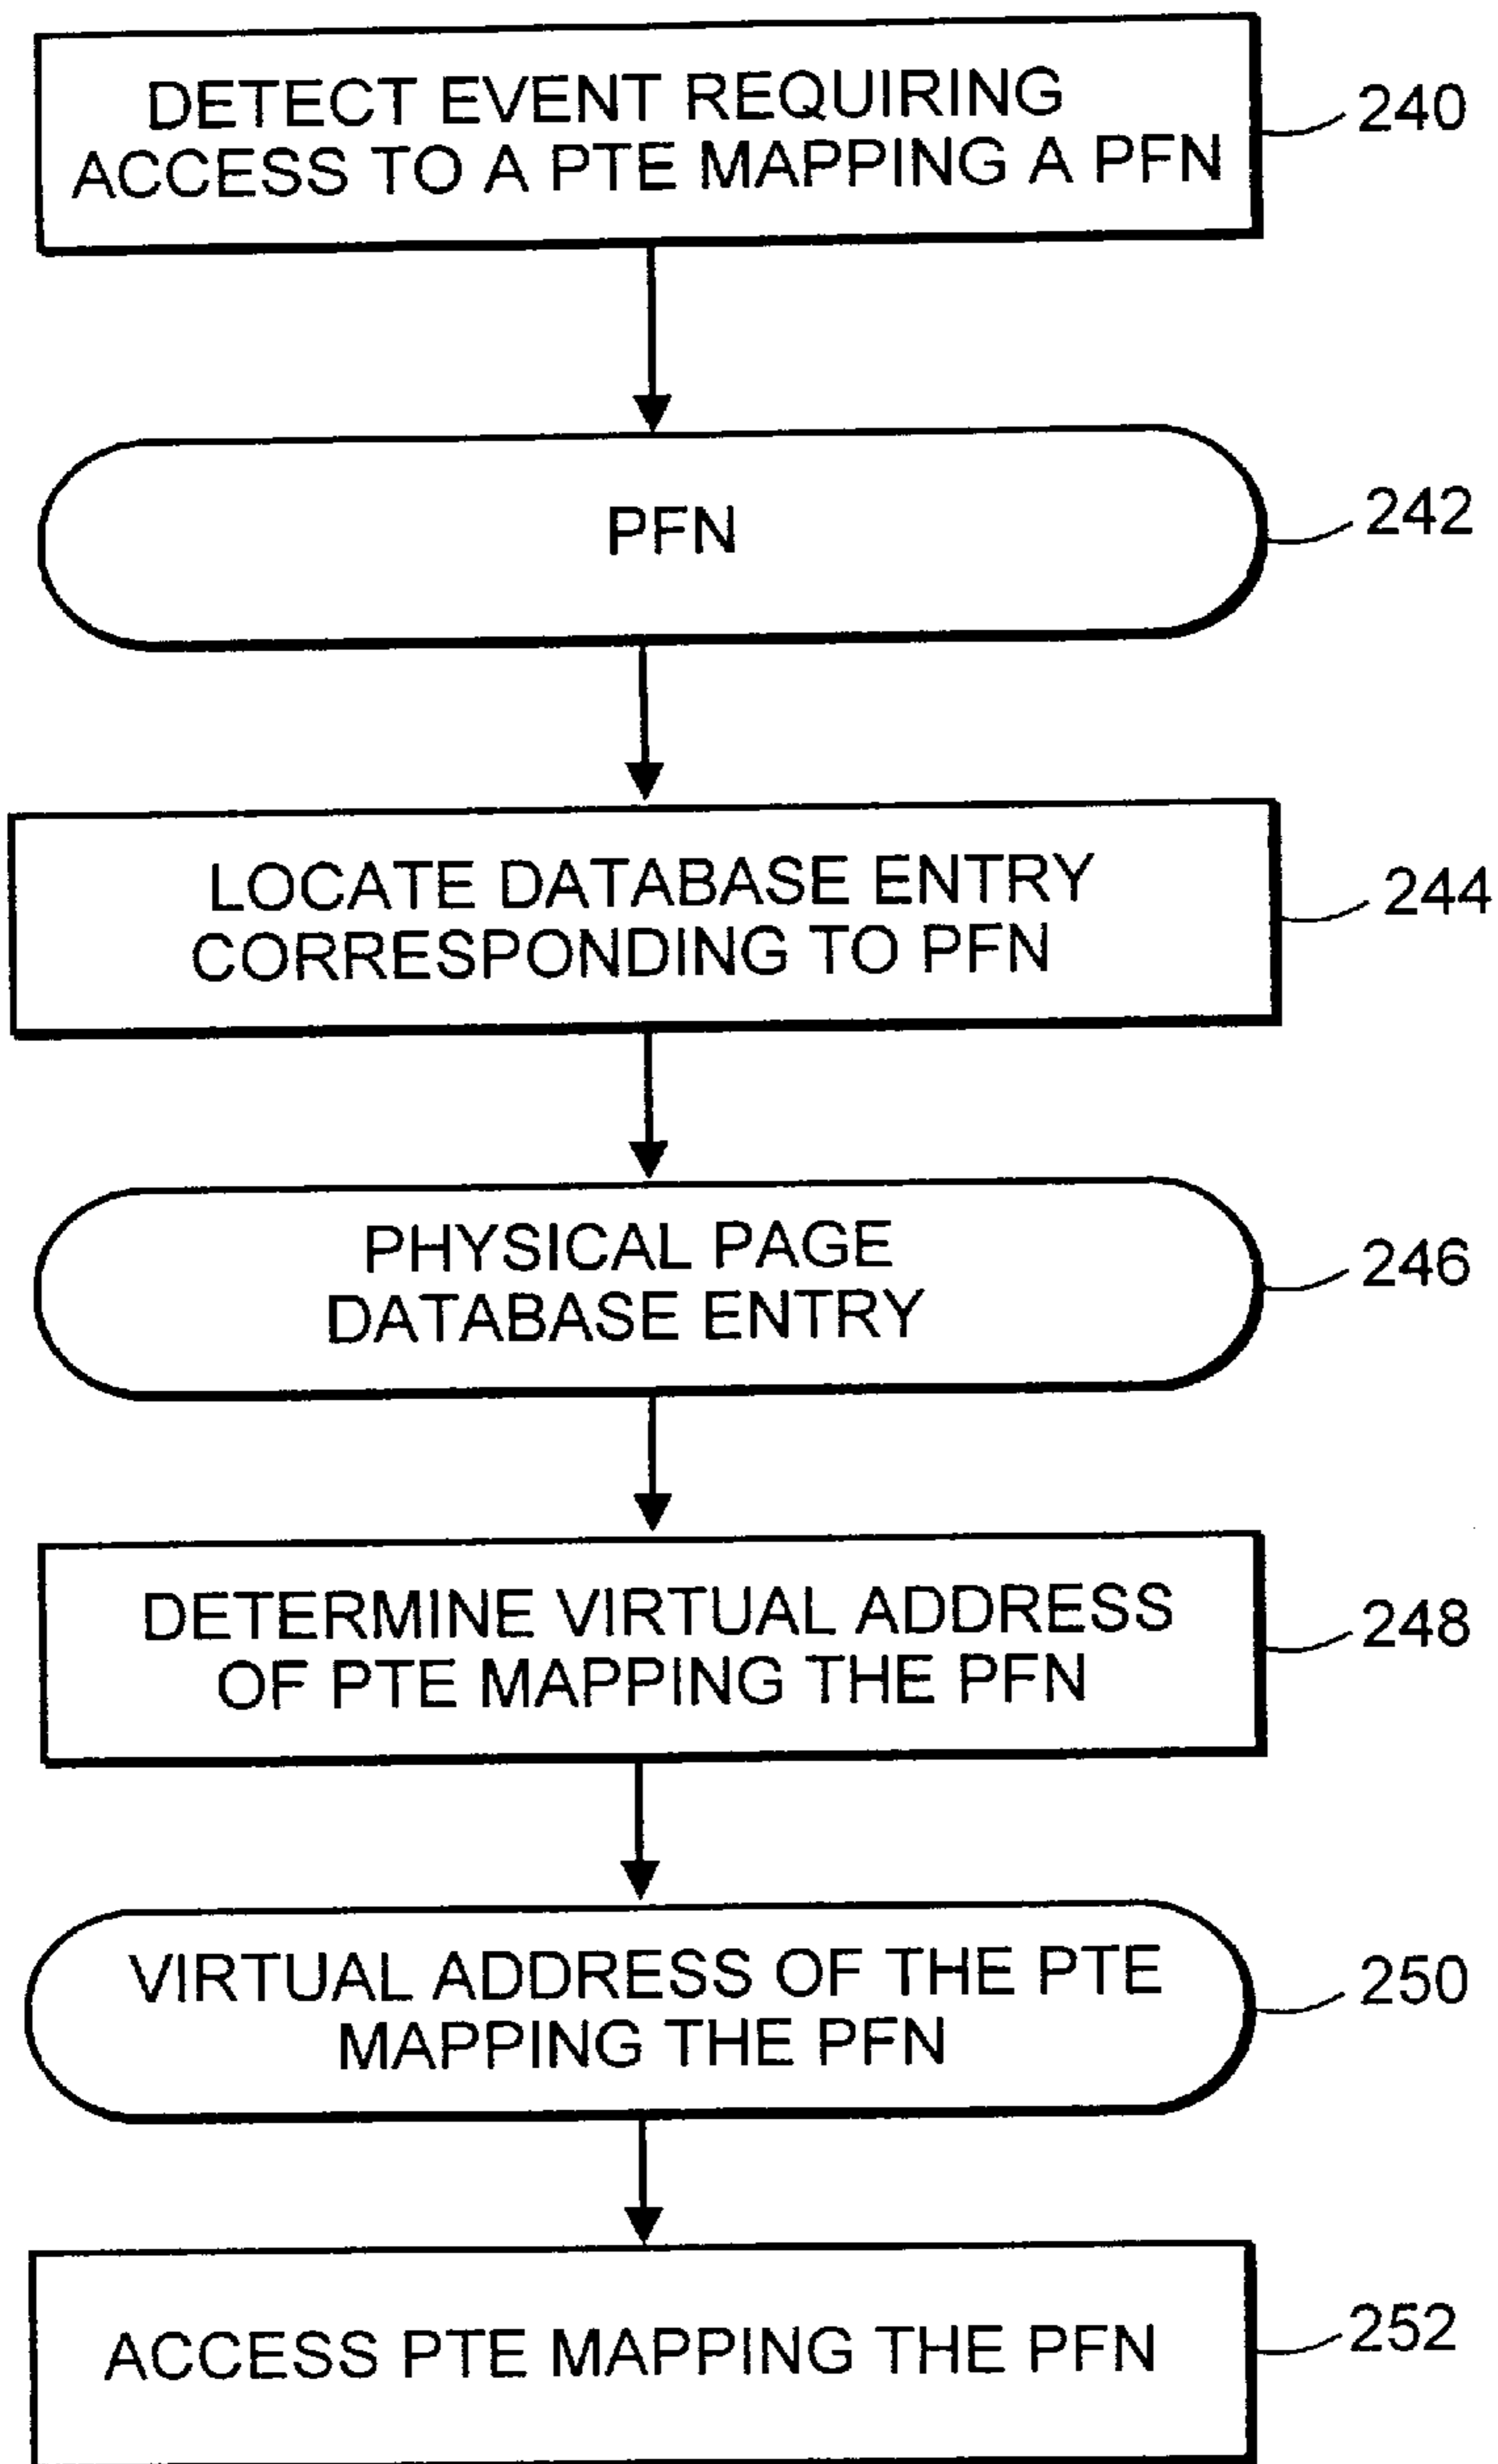 DETECT EVENT REQUIRING
ACCESS TO A PTE MAPPING A PFN
240
PFN
242
LOCATE DATABASE ENTRY
CORRESPONDING TO PFN
244
PHYSICAL PAGE
DATABASE ENTRY
246
DETERMINE VIRTUAL ADDRESS
OF PTE MAPPING THE PFN
248
VIRTUAL ADDRESS OF THE PTE
MAPPING THE PFN
250
ACCESS PTE MAPPING THE PFN
252